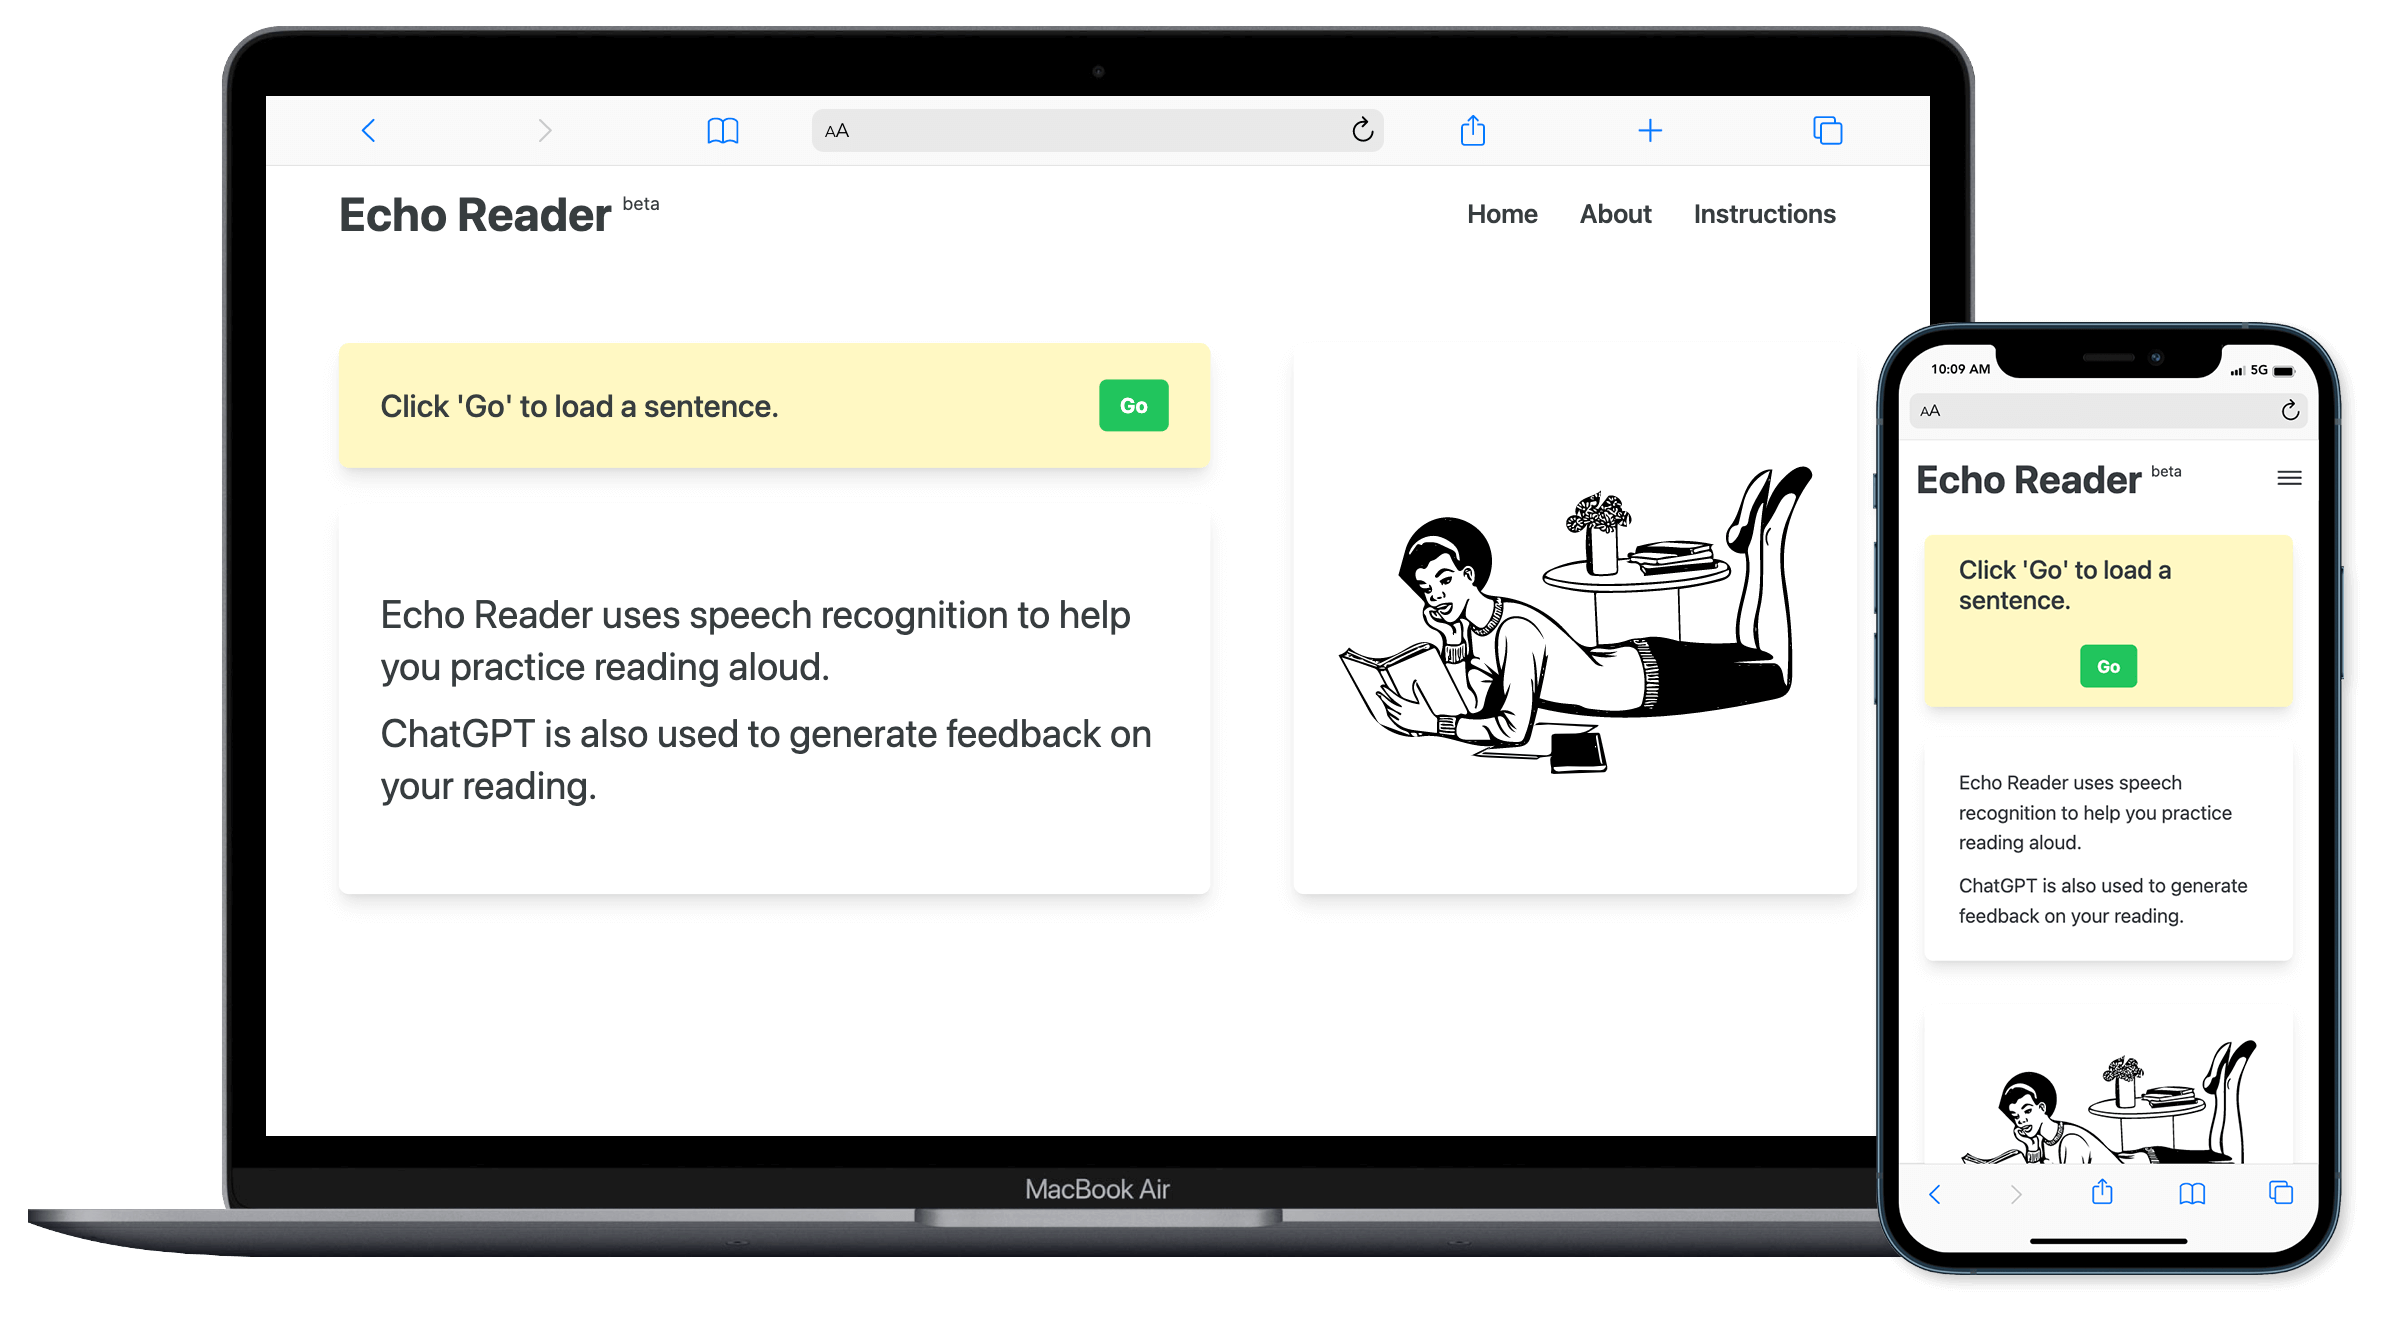 AA
Echo Reader beta
Home About Instructions
Click 'Go' to load a sentence.
Go
Echo Reader uses speech recognition to help
you practice reading aloud.
ChatGPT is also used to generate feedback on
your reading.
MacBook Air
10:09 AM
5G
AA
Echo Reader beta
Click 'Go' to load a
sentence.
Go
Echo Reader uses speech
recognition to help you practice
reading aloud.
ChatGPT is also used to generate
feedback on your reading.